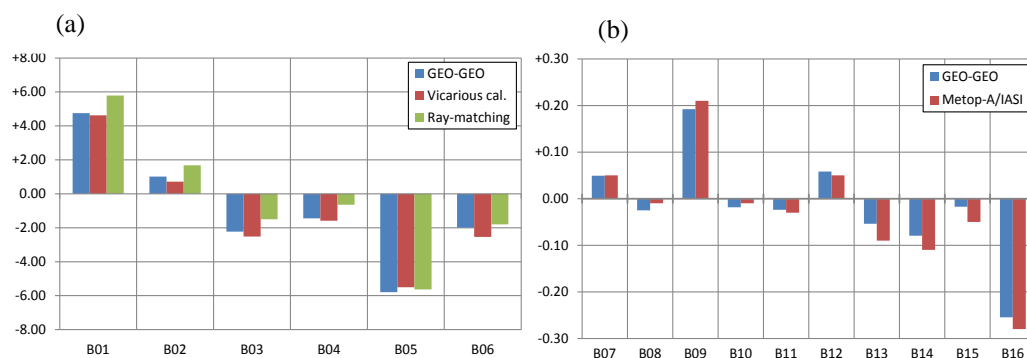 (a)
+8.00
+6.00
+4.00
+2.00
0.00
-2.00
-4.00
-6.00
-8.00
GEO-GEO
Vicarious cal.
Ray-matching
B01 B02 B03 B04 B05 B06
(b)
+0.30
+0.20
+0.10
0.00
-0.10
-0.20
-0.30
GEO-GEO
Metop-A/IASI
B07 B08 B09 B10 B11 B12 B13 B14 B15 B16